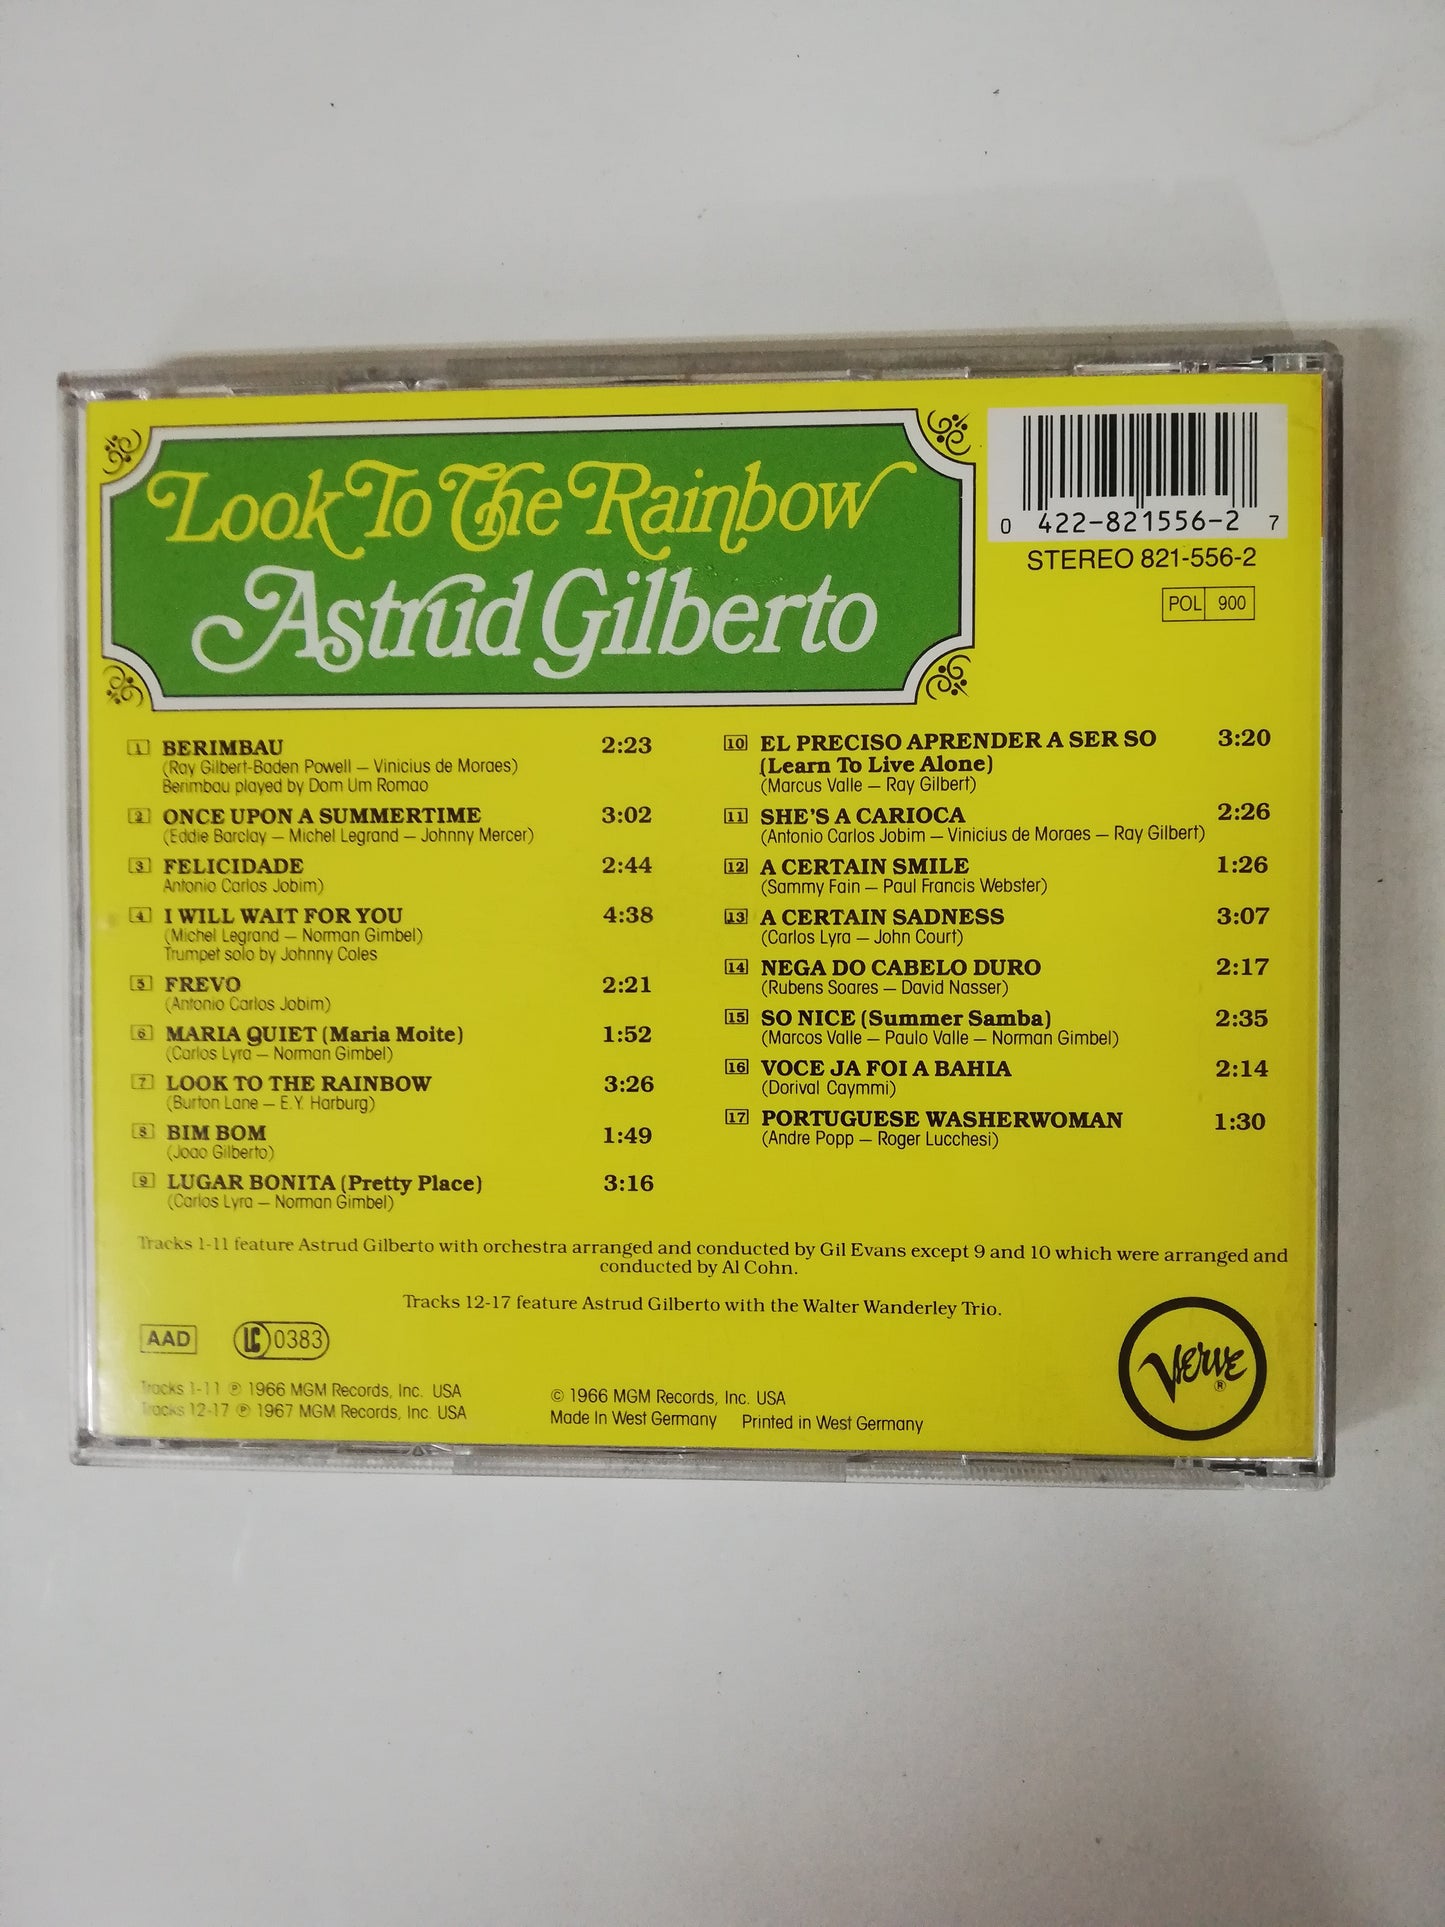 Look To The Rainbow
Astrud Gilberto
0 422-821556-2 7
STEREO 821-556-2
POL 900
1 BERIMBAU 2:23
(Ray Gilbert-Baden Powell – Vinicius de Moraes)
Berimbau played by Dom Um Romao
2 ONCE UPON A SUMMERTIME 3:02
(Eddie Barclay – Michel Legrand – Johnny Mercer)
3 FELICIDADE 2:44
Antonio Carlos Jobim)
4 I WILL WAIT FOR YOU 4:38
(Michel Legrand – Norman Gimbel)
Trumpet solo by Johnny Coles
5 FREVO 2:21
(Antonio Carlos Jobim)
6 MARIA QUIET (Maria Moite) 1:52
(Carlos Lyra – Norman Gimbel)
7 LOOK TO THE RAINBOW 3:26
(Burton Lane – E.Y. Harburg)
8 BIM BOM 1:49
(Joao Gilberto)
9 LUGAR BONITA (Pretty Place) 3:16
(Carlos Lyra – Norman Gimbel)
10 EL PRECISO APRENDER A SER SO 3:20
(Learn To Live Alone)
(Marcus Valle – Ray Gilbert)
11 SHE'S A CARIOCA 2:26
(Antonio Carlos Jobim – Vinicius de Moraes – Ray Gilbert)
12 A CERTAIN SMILE 1:26
(Sammy Fain – Paul Francis Webster)
13 A CERTAIN SADNESS 3:07
(Carlos Lyra – John Court)
14 NEGA DO CABELO DURO 2:17
(Rubens Soares – David Nasser)
15 SO NICE (Summer Samba) 2:35
(Marcos Valle – Paulo Valle – Norman Gimbel)
16 VOCE JA FOI A BAHIA 2:14
(Dorival Caymmi)
17 PORTUGUESE WASHERWOMAN 1:30
(Andre Popp – Roger Lucchesi)
Tracks 1-11 feature Astrud Gilberto with orchestra arranged and conducted by Gil Evans except 9 and 10 which were arranged and
conducted by Al Cohn.
Tracks 12-17 feature Astrud Gilberto with the Walter Wanderley Trio.
AAD LC 0383
Tracks 1-11 ℗ 1966 MGM Records, Inc. USA
Tracks 12-17 ℗ 1967 MGM Records, Inc. USA
© 1966 MGM Records, Inc. USA
Made In West Germany Printed in West Germany
VERVE ®